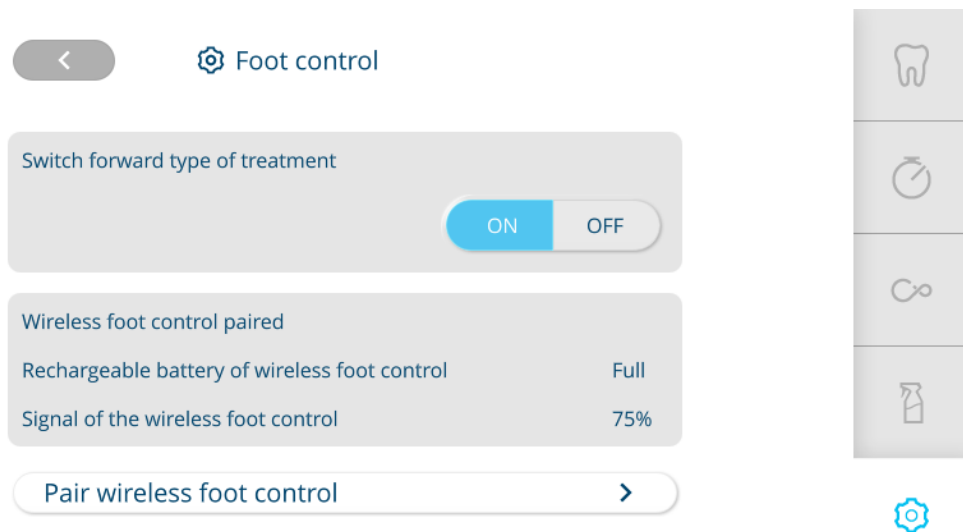 Foot control
Switch forward type of treatment
ON OFF
Wireless foot control paired
Rechargeable battery of wireless foot control Full
Signal of the wireless foot control 75%
Pair wireless foot control